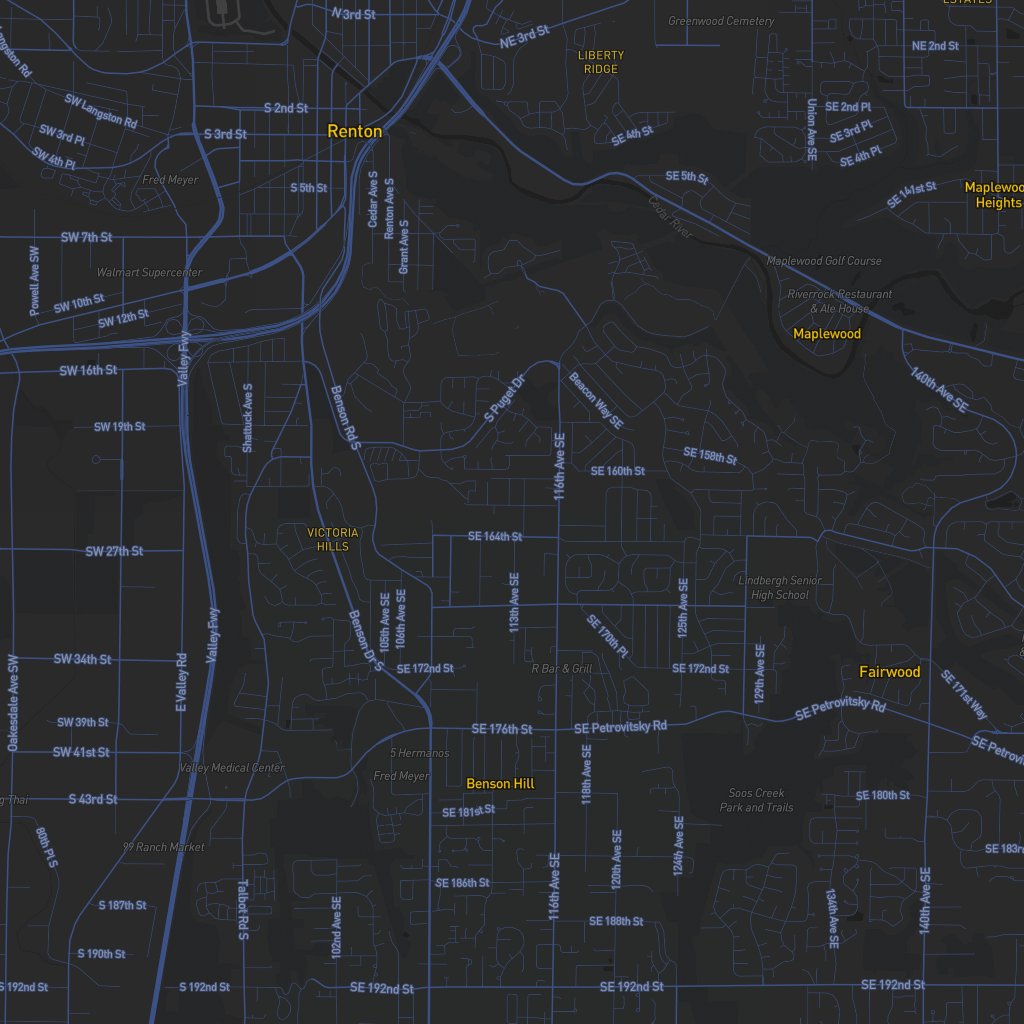 ESTATES
N 3rd St
Greenwood Cemetery
NE 3rd St
NE 2nd St
Langston Rd
LIBERTY
RIDGE
SW Langston Rd
S 2nd St
SE 2nd Pl
SW 3rd Pl
S 3rd St
Renton
SE 4th St
Union Ave SE
SE 3rd Pl
SW 4th Pl
SE 4th Pl
Fred Meyer
S 5th St
Cedar Ave S
Renton Ave S
SE 5th St
SE 141st St
Maplewoo
Heights
Cedar River
SW 7th St
Grant Ave S
Powell Ave SW
Walmart Supercenter
Maplewood Golf Course
SW 10th St
Riverrock Restaurant
& Ale House
SW 12th St
Maplewood
Valley Fwy
SW 16th St
Shattuck Ave S
Benson Rd S
S Puget Dr
Beacon Way SE
140th Ave SE
SW 19th St
116th Ave SE
SE 158th St
SE 160th St
VICTORIA
HILLS
SE 164th St
SW 27th St
Lindbergh Senior
High School
113th Ave SE
125th Ave SE
105th Ave SE
106th Ave SE
Valley Fwy
Benson Dr S
SE 170th Pl
SW 34th St
E Valley Rd
SE 172nd St
R Bar & Grill
SE 172nd St
129th Ave SE
Fairwood
Oakesdale Ave SW
SE 171st Way
SE Petrovitsky Rd
SW 39th St
SE 176th St
SE Petrovitsky Rd
SE Petrovi
SW 41st St
5 Hermanos
Valley Medical Center
Fred Meyer
118th Ave SE
Benson Hill
g Thai
S 43rd St
Soos Creek
Park and Trails
SE 180th St
SE 181st St
80th Pl S
99 Ranch Market
120th Ave SE
124th Ave SE
SE 183r
116th Ave SE
SE 186th St
Talbot Rd S
102nd Ave SE
134th Ave SE
140th Ave SE
S 187th St
SE 188th St
S 190th St
S 192nd St
S 192nd St
SE 192nd St
SE 192nd St
SE 192nd St